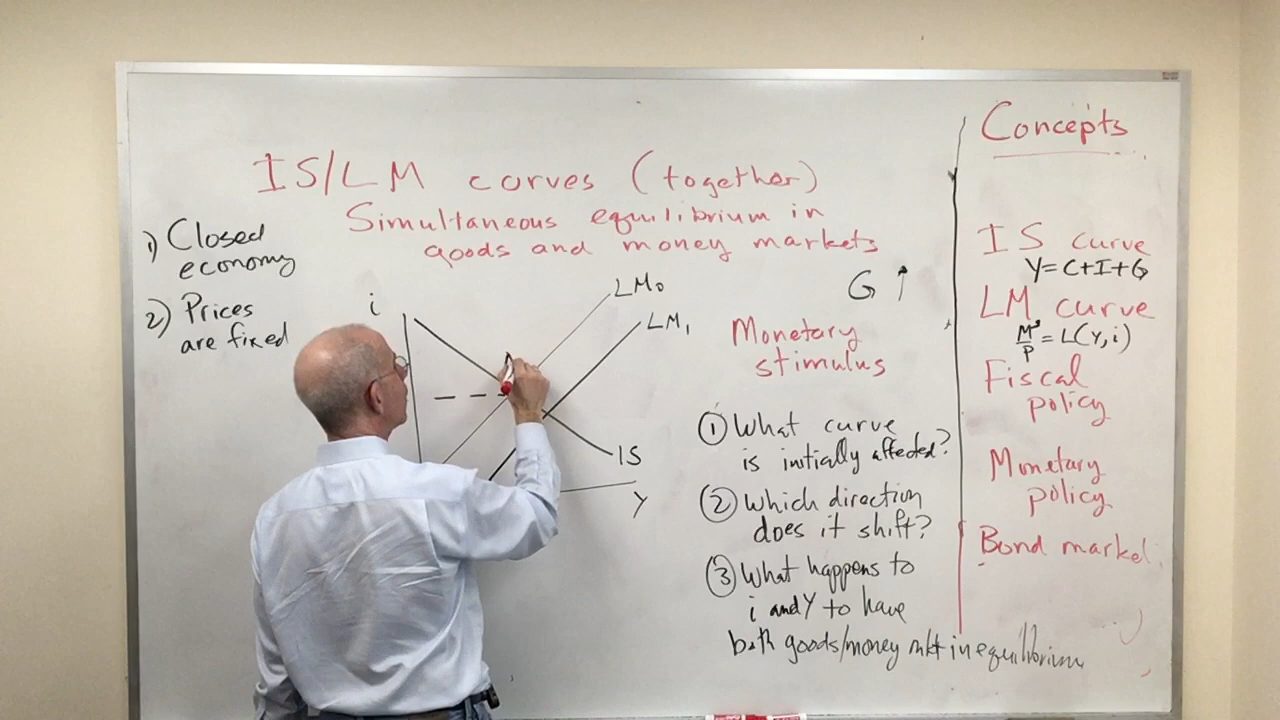 IS/LM curves (together)
Simultaneous equilibrium in
goods and money markets
1) Closed
economy
2) Prices
are fixed
i
LM₀
LM₁
IS
Y
G ↑
Monetary
stimulus
① What curve
is initially affected?
② Which direction
does it shift?
③ What happens to
i and Y to have
both goods/money mkt in equilibrium
Concepts
IS curve
Y=C+I+G
LM curve
Mˢ/P = L(Y,i)
Fiscal
policy
Monetary
policy
Bond market